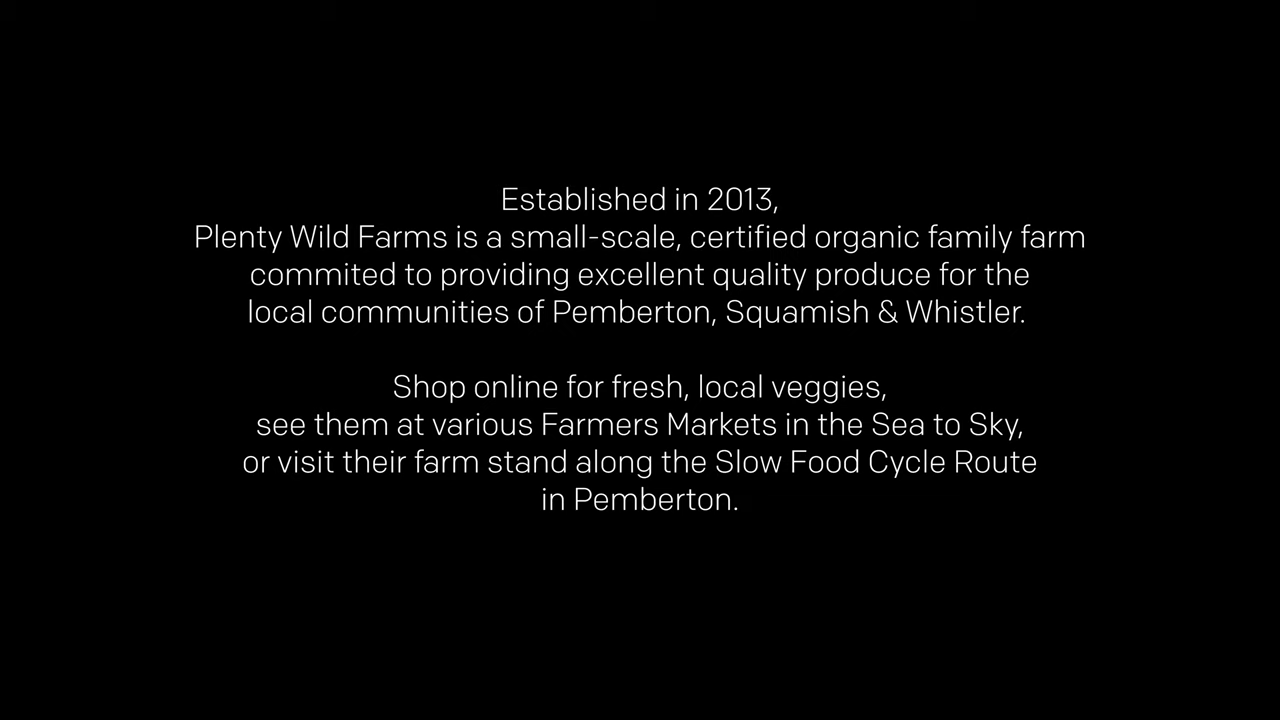 Established in 2013,
Plenty Wild Farms is a small-scale, certified organic family farm
commited to providing excellent quality produce for the
local communities of Pemberton, Squamish & Whistler.
Shop online for fresh, local veggies,
see them at various Farmers Markets in the Sea to Sky,
or visit their farm stand along the Slow Food Cycle Route
in Pemberton.